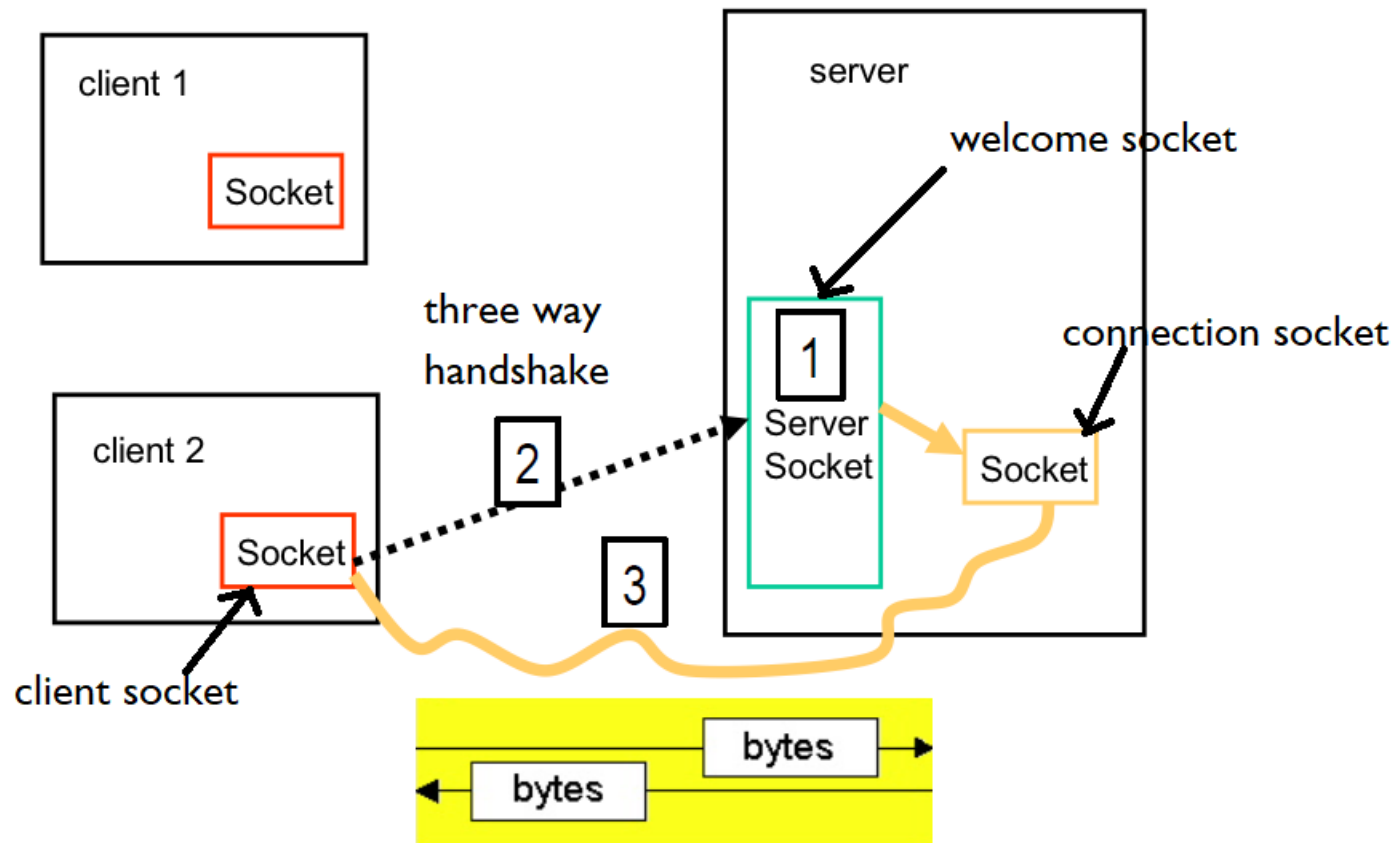 client 1
Socket
server
welcome socket
three way
handshake
connection socket
1
Server
Socket
Socket
client 2
2
Socket
3
client socket
bytes
bytes